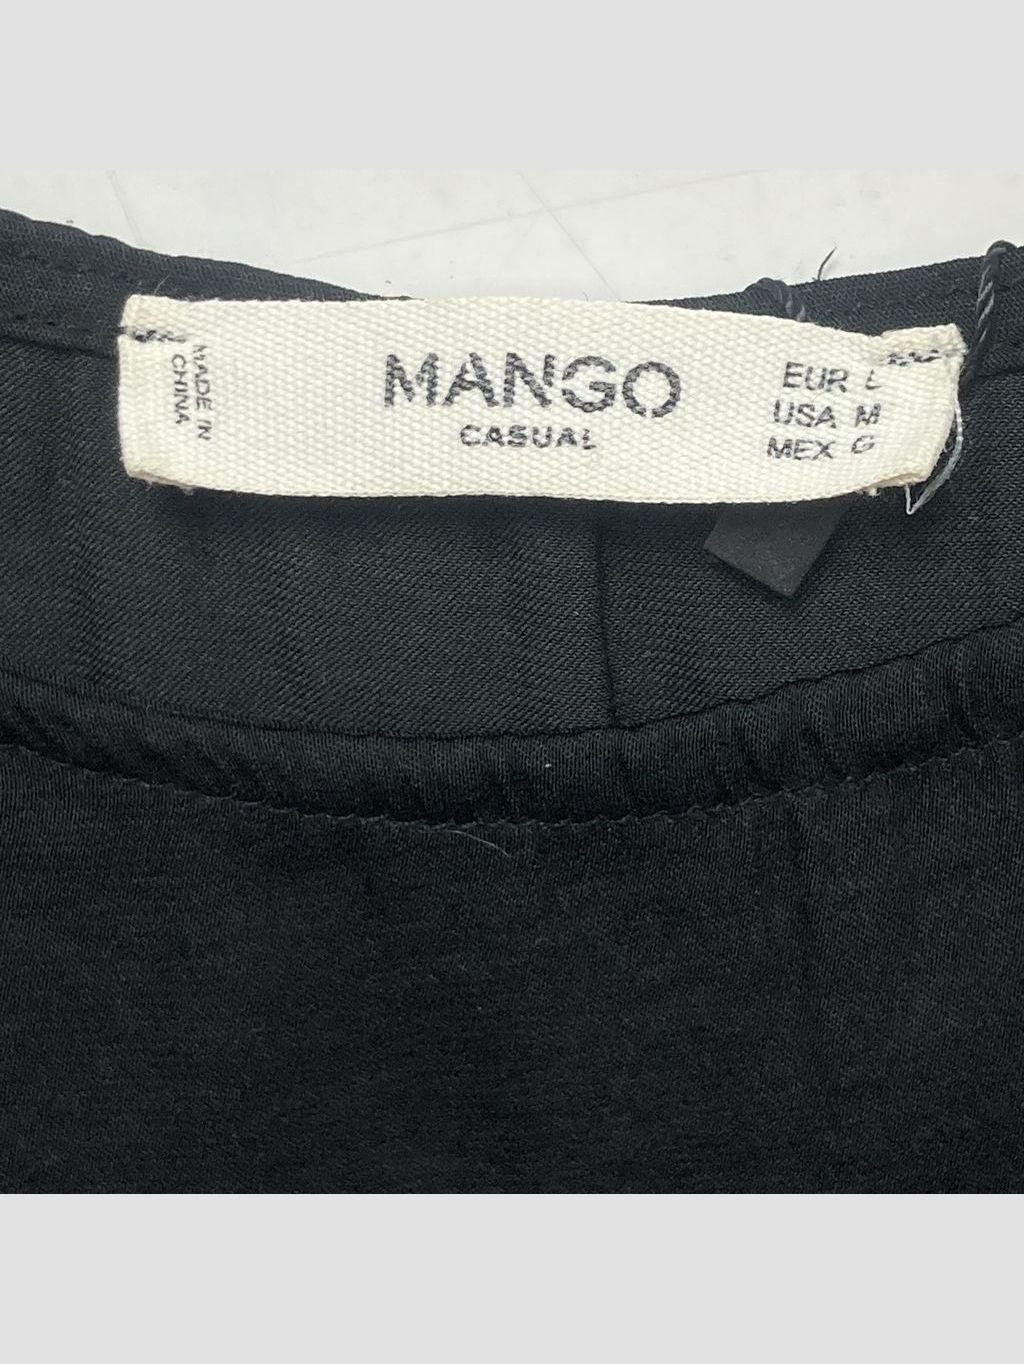 MADE IN
CHINA
MANGO
CASUAL
EUR L
USA M
MEX G